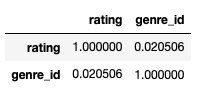 rating genre_id
rating 1.000000 0.020506
genre_id 0.020506 1.000000